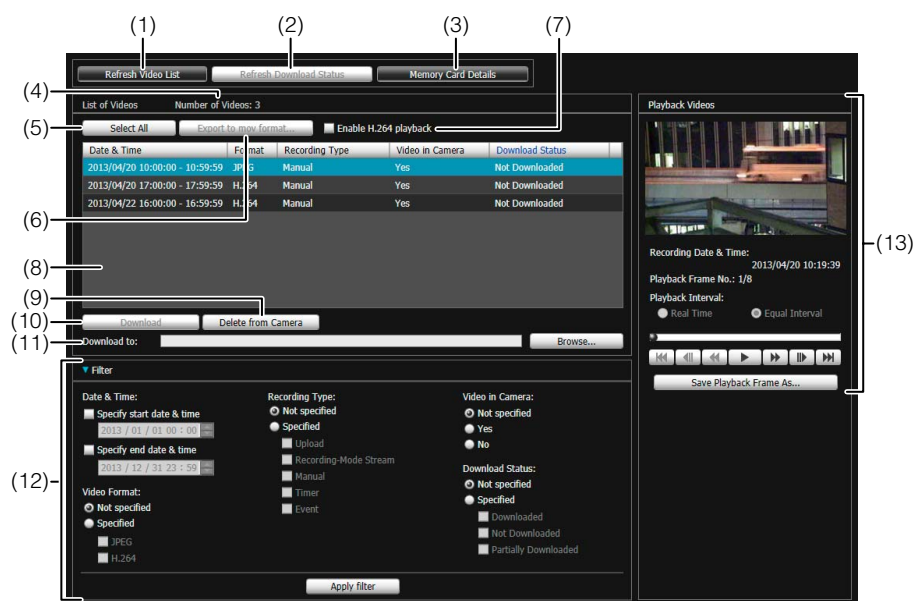 (1)
(2)
(3)
(7)
Refresh Video List
Refresh Download Status
Memory Card Details
(4)
List of Videos
Number of Videos: 3
(5)
Select All
Export to mov format...
Enable H.264 playback
Date & Time
Format
Recording Type
Video in Camera
Download Status
2013/04/20 10:00:00 - 10:59:59
JPEG
Manual
Yes
Not Downloaded
2013/04/20 17:00:00 - 17:59:59
H.264
Manual
Yes
Not Downloaded
2013/04/22 16:00:00 - 16:59:59
H.264
Manual
Yes
Not Downloaded
(6)
(8)
(9)
(10)
Download
Delete from Camera
(11)
Download to:
Browse...
Playback Videos
(13)
Recording Date & Time:
2013/04/20 10:19:39
Playback Frame No.: 1/8
Playback Interval:
Real Time
Equal Interval
Save Playback Frame As...
(12)
Filter
Date & Time:
Specify start date & time
2013 / 01 / 01 00 : 00
Specify end date & time
2013 / 12 / 31 23 : 59
Video Format:
Not specified
Specified
JPEG
H.264
Recording Type:
Not specified
Specified
Upload
Recording-Mode Stream
Manual
Timer
Event
Video in Camera:
Not specified
Yes
No
Download Status:
Not specified
Specified
Downloaded
Not Downloaded
Partially Downloaded
Apply filter